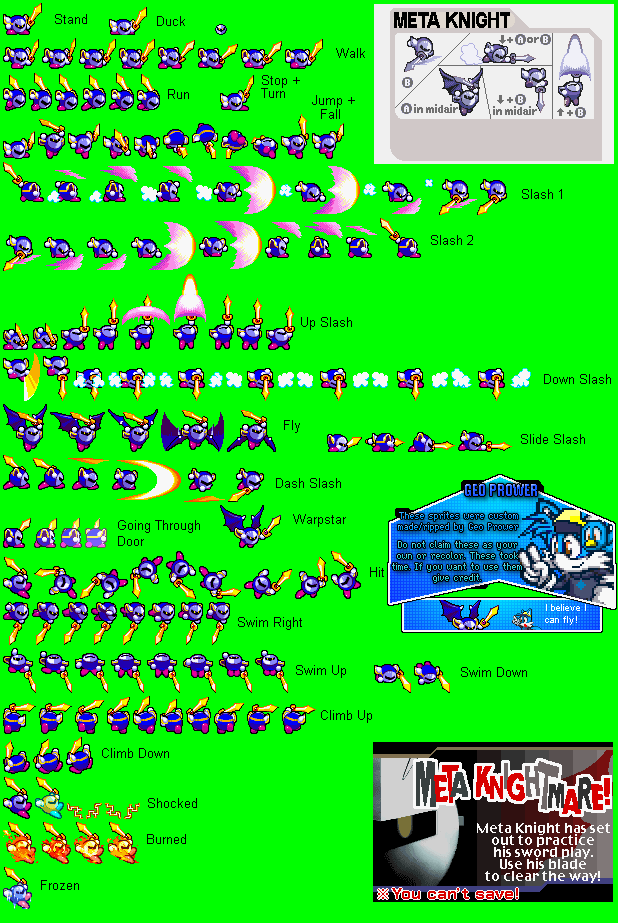 Stand
Duck
Walk
Run
Stop +
Turn
Jump +
Fall
META KNIGHT
↓+AorB
B
A in midair
↓+B
in midair
↑+B
Slash 1
Slash 2
Up Slash
Down Slash
Fly
Slide Slash
Dash Slash
Going Through
Door
Warpstar
GEO PROWER
These sprites were custom
made/ripped by Geo Prower
Do not claim these as your
own or recolor. These took
time. If you want to use them
give credit.
I believe I
can fly!
Hit
Swim Right
Swim Up
Swim Down
Climb Up
Climb Down
Shocked
Burned
Frozen
META KNIGHTMARE!
Meta Knight has set
out to practice
his sword play.
Use his blade
to clear the way!
※You can't save!